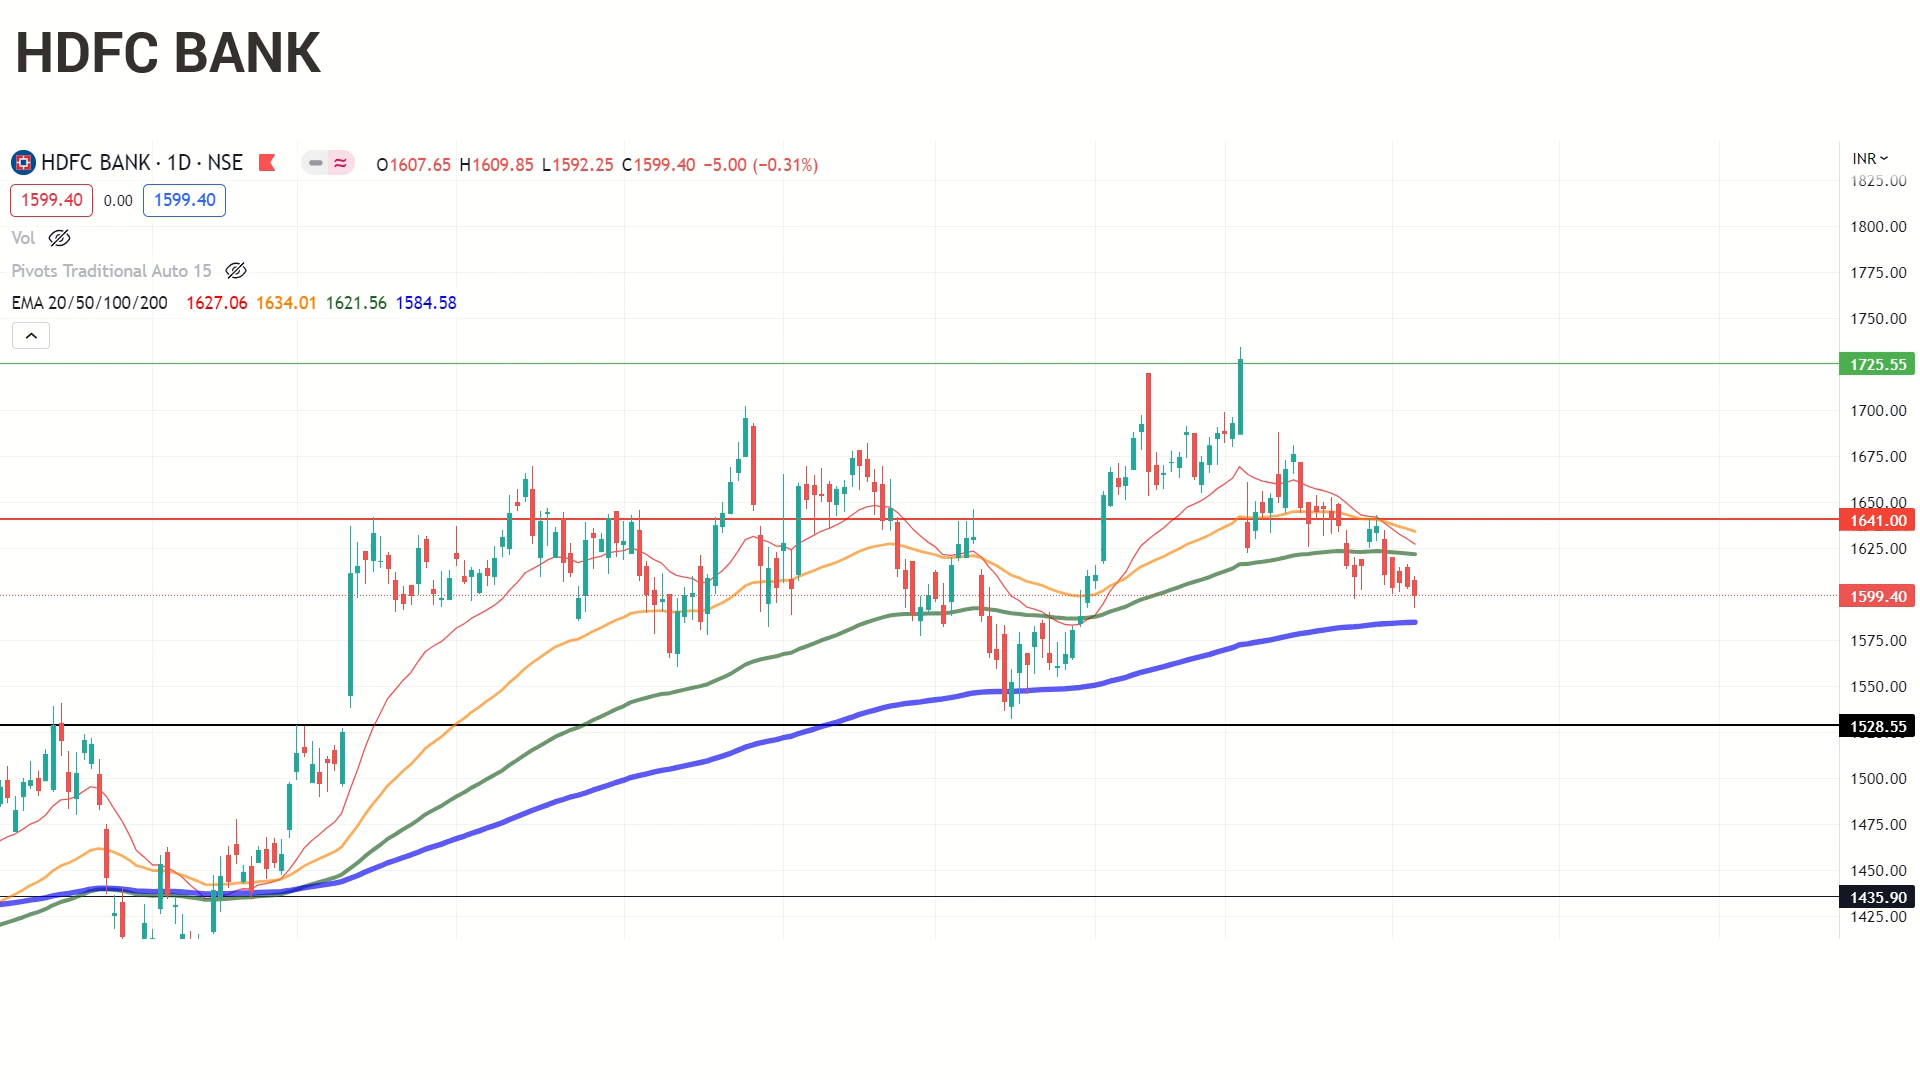 HDFC BANK
HDFC BANK · 1D · NSE O1607.65 H1609.85 L1592.25 C1599.40 −5.00 (−0.31%)
1599.40 0.00 1599.40
Vol
Pivots Traditional Auto 15
EMA 20/50/100/200 1627.06 1634.01 1621.56 1584.58
INR
1825.00
1800.00
1775.00
1750.00
1725.55
1700.00
1675.00
1650.00
1641.00
1625.00
1599.40
1575.00
1550.00
1528.55
1500.00
1475.00
1450.00
1435.90
1425.00